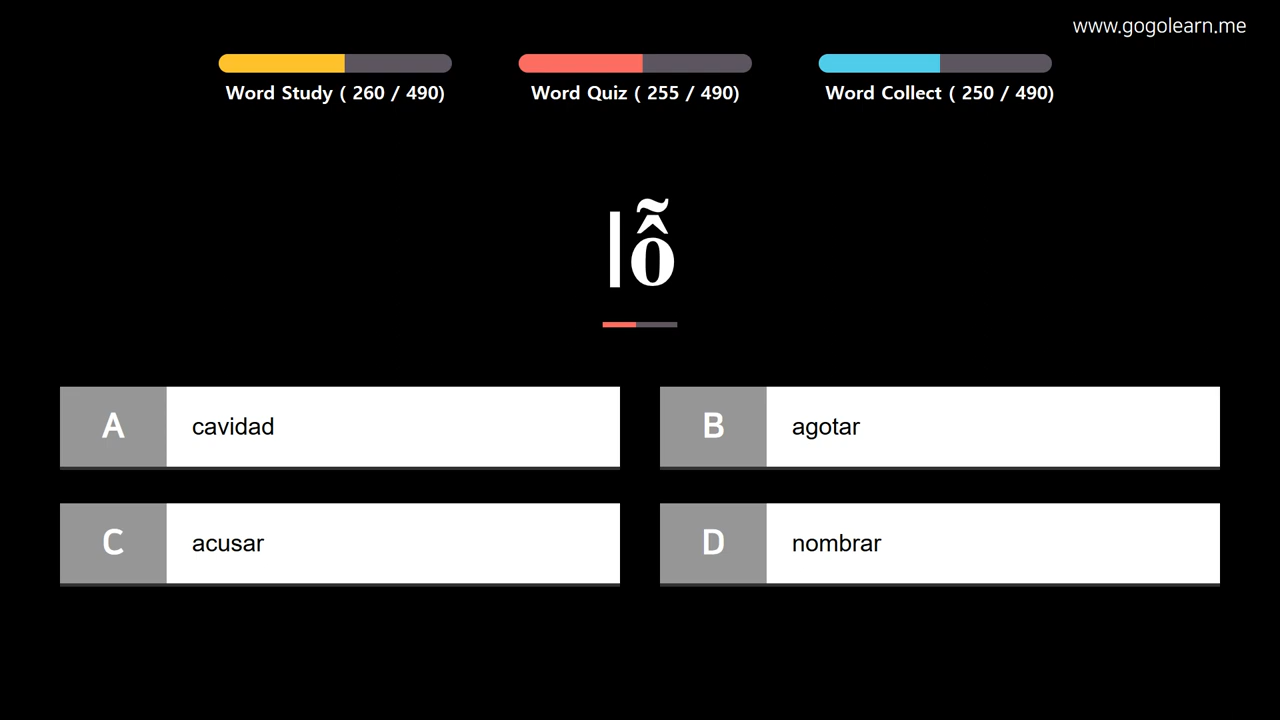 www.gogolearn.me
Word Study ( 260 / 490)
Word Quiz ( 255 / 490)
Word Collect ( 250 / 490)
lỗ
A cavidad
B agotar
C acusar
D nombrar